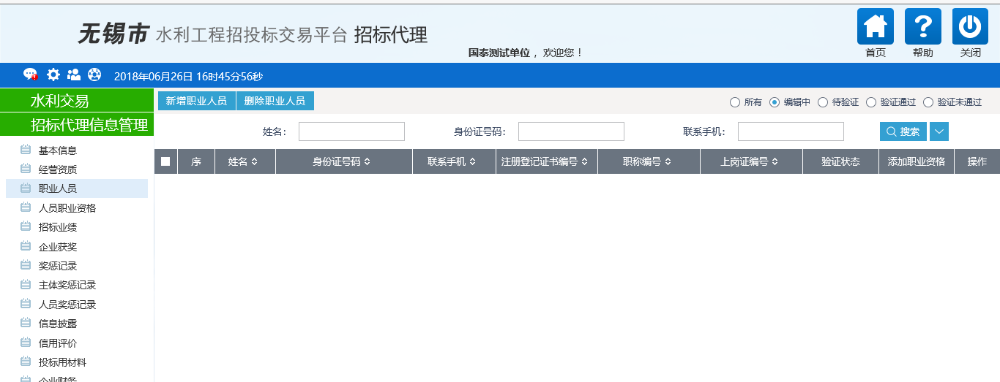 无锡市 水利工程招投标交易平台 招标代理
国泰测试单位 ，欢迎您！
首页 帮助 关闭
2018年06月26日 16时45分56秒
水利交易
招标代理信息管理
基本信息
经营资质
职业人员
人员职业资格
招标业绩
企业获奖
奖惩记录
主体奖惩记录
人员奖惩记录
信息披露
信用评价
投标用材料
企业财务
新增职业人员 删除职业人员 所有 编辑中 待验证 验证通过 验证未通过
姓名： 身份证号码： 联系手机： 搜索
序 姓名 身份证号码 联系手机 注册登记证书编号 职称编号 上岗证编号 验证状态 添加职业资格 操作